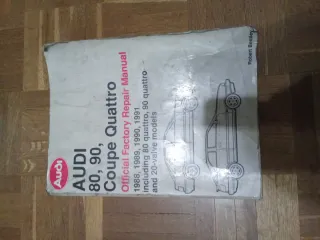 Audi
AUDI
80, 90,
Coupe Quattro
Official Factory Repair Manual
1988, 1989, 1990, 1991
including 80 quattro, 90 quattro
and 20-valve models
Robert Bentley